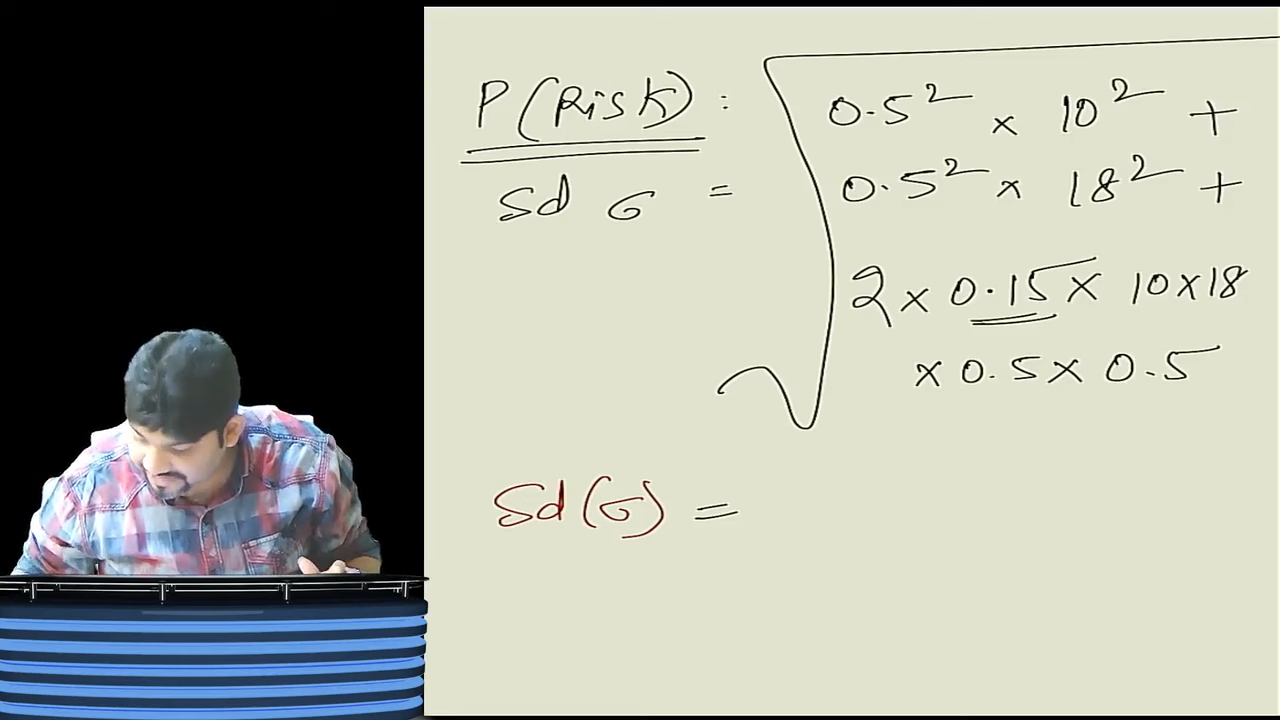 P(Risk) : √ 0.5² × 10² +
Sd σ = 0.5² × 18² +
2 × 0.15 × 10 × 18
× 0.5 × 0.5
Sd(σ) =